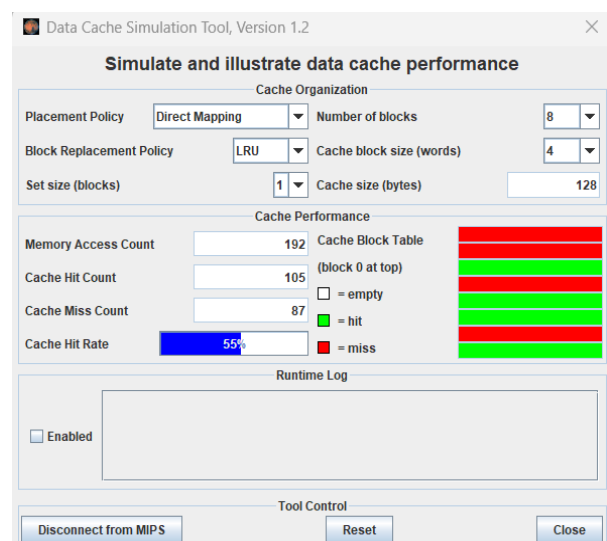 Data Cache Simulation Tool, Version 1.2
Simulate and illustrate data cache performance
Cache Organization
Placement Policy Direct Mapping Number of blocks 8
Block Replacement Policy LRU Cache block size (words) 4
Set size (blocks) 1 Cache size (bytes) 128
Cache Performance
Memory Access Count 192 Cache Block Table
(block 0 at top)
Cache Hit Count 105
= empty
Cache Miss Count 87
= hit
Cache Hit Rate 55% = miss
Runtime Log
Enabled
Tool Control
Disconnect from MIPS Reset Close